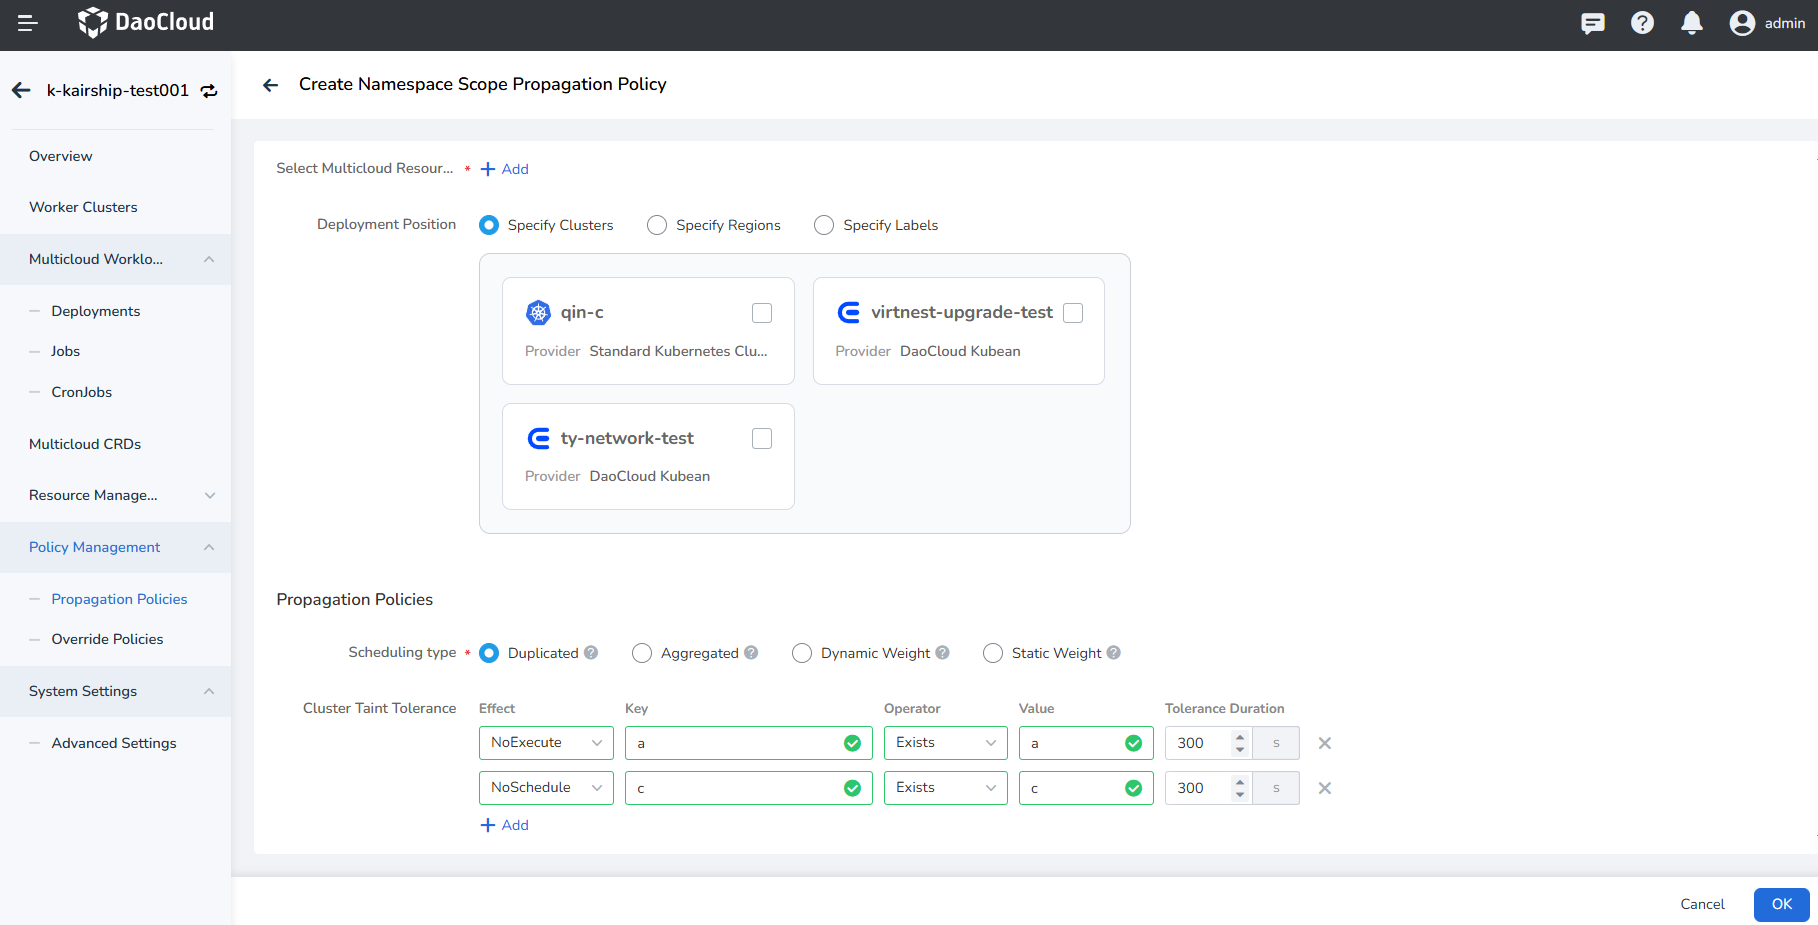 DaoCloud
admin
k-kairship-test001
Create Namespace Scope Propagation Policy
Overview
Worker Clusters
Multicloud Worklo...
Deployments
Jobs
CronJobs
Multicloud CRDs
Resource Manage...
Policy Management
Propagation Policies
Override Policies
System Settings
Advanced Settings
Select Multicloud Resour... * + Add
Deployment Position Specify Clusters Specify Regions Specify Labels
qin-c
Provider Standard Kubernetes Clu...
virtnest-upgrade-test
Provider DaoCloud Kubean
ty-network-test
Provider DaoCloud Kubean
Propagation Policies
Scheduling type * Duplicated ? Aggregated ? Dynamic Weight ? Static Weight ?
Cluster Taint Tolerance Effect Key Operator Value Tolerance Duration
NoExecute a Exists a 300 s
NoSchedule c Exists c 300 s
+ Add
Cancel OK